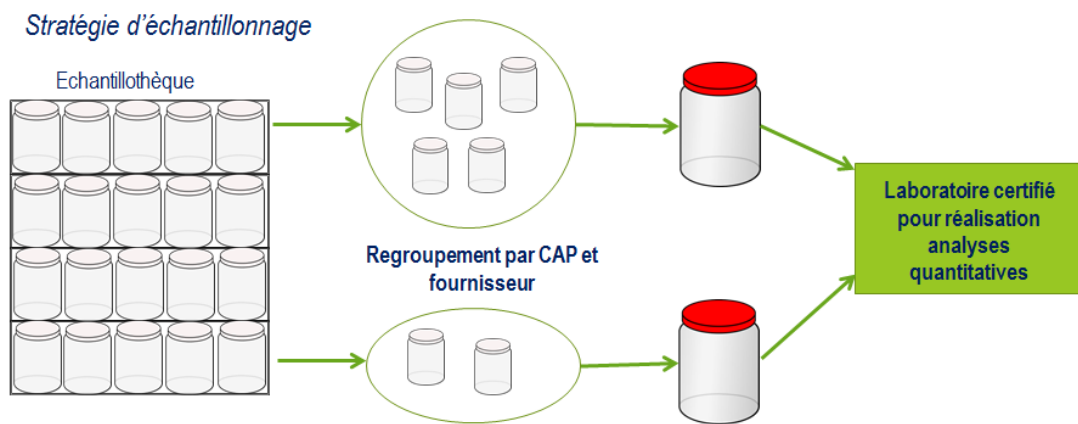 Stratégie d'échantillonnage
Echantillothèque
Regroupement par CAP et
fournisseur
Laboratoire certifié
pour réalisation
analyses
quantitatives